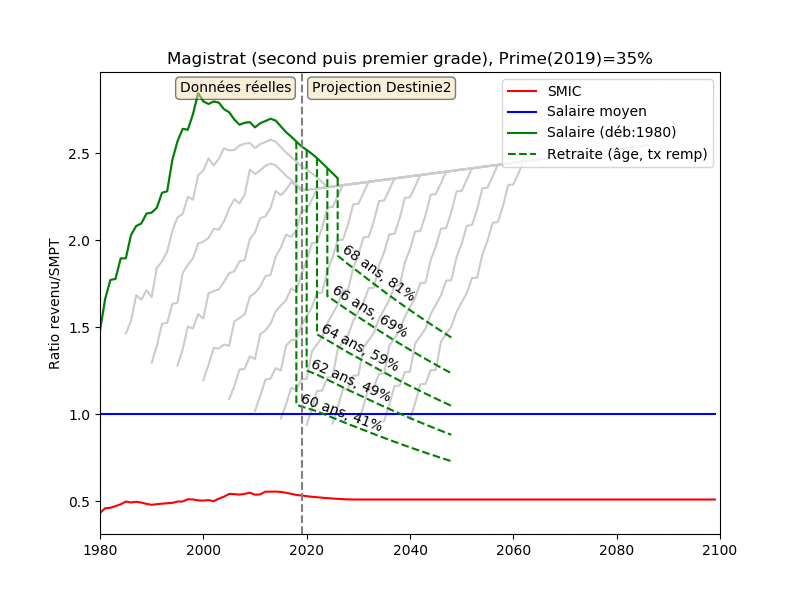 Magistrat (second puis premier grade), Prime(2019)=35%
Données réelles
Projection Destinie2
SMIC
Salaire moyen
Salaire (déb:1980)
Retraite (âge, tx remp)
Ratio revenu/SMPT
2.5
2.0
1.5
1.0
0.5
68 ans, 81%
66 ans, 69%
64 ans, 59%
62 ans, 49%
60 ans, 41%
1980
2000
2020
2040
2060
2080
2100